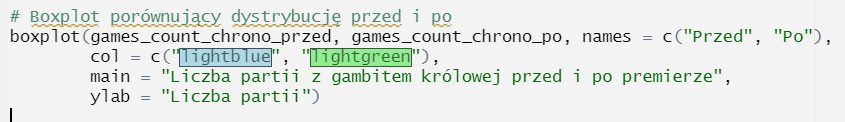 # Boxplot porównujący dystrybucję przed i po
boxplot(games_count_chrono_przed, games_count_chrono_po, names = c("Przed", "Po"),
col = c("lightblue", "lightgreen"),
main = "Liczba partii z gambitem królowej przed i po premierze",
ylab = "Liczba partii")